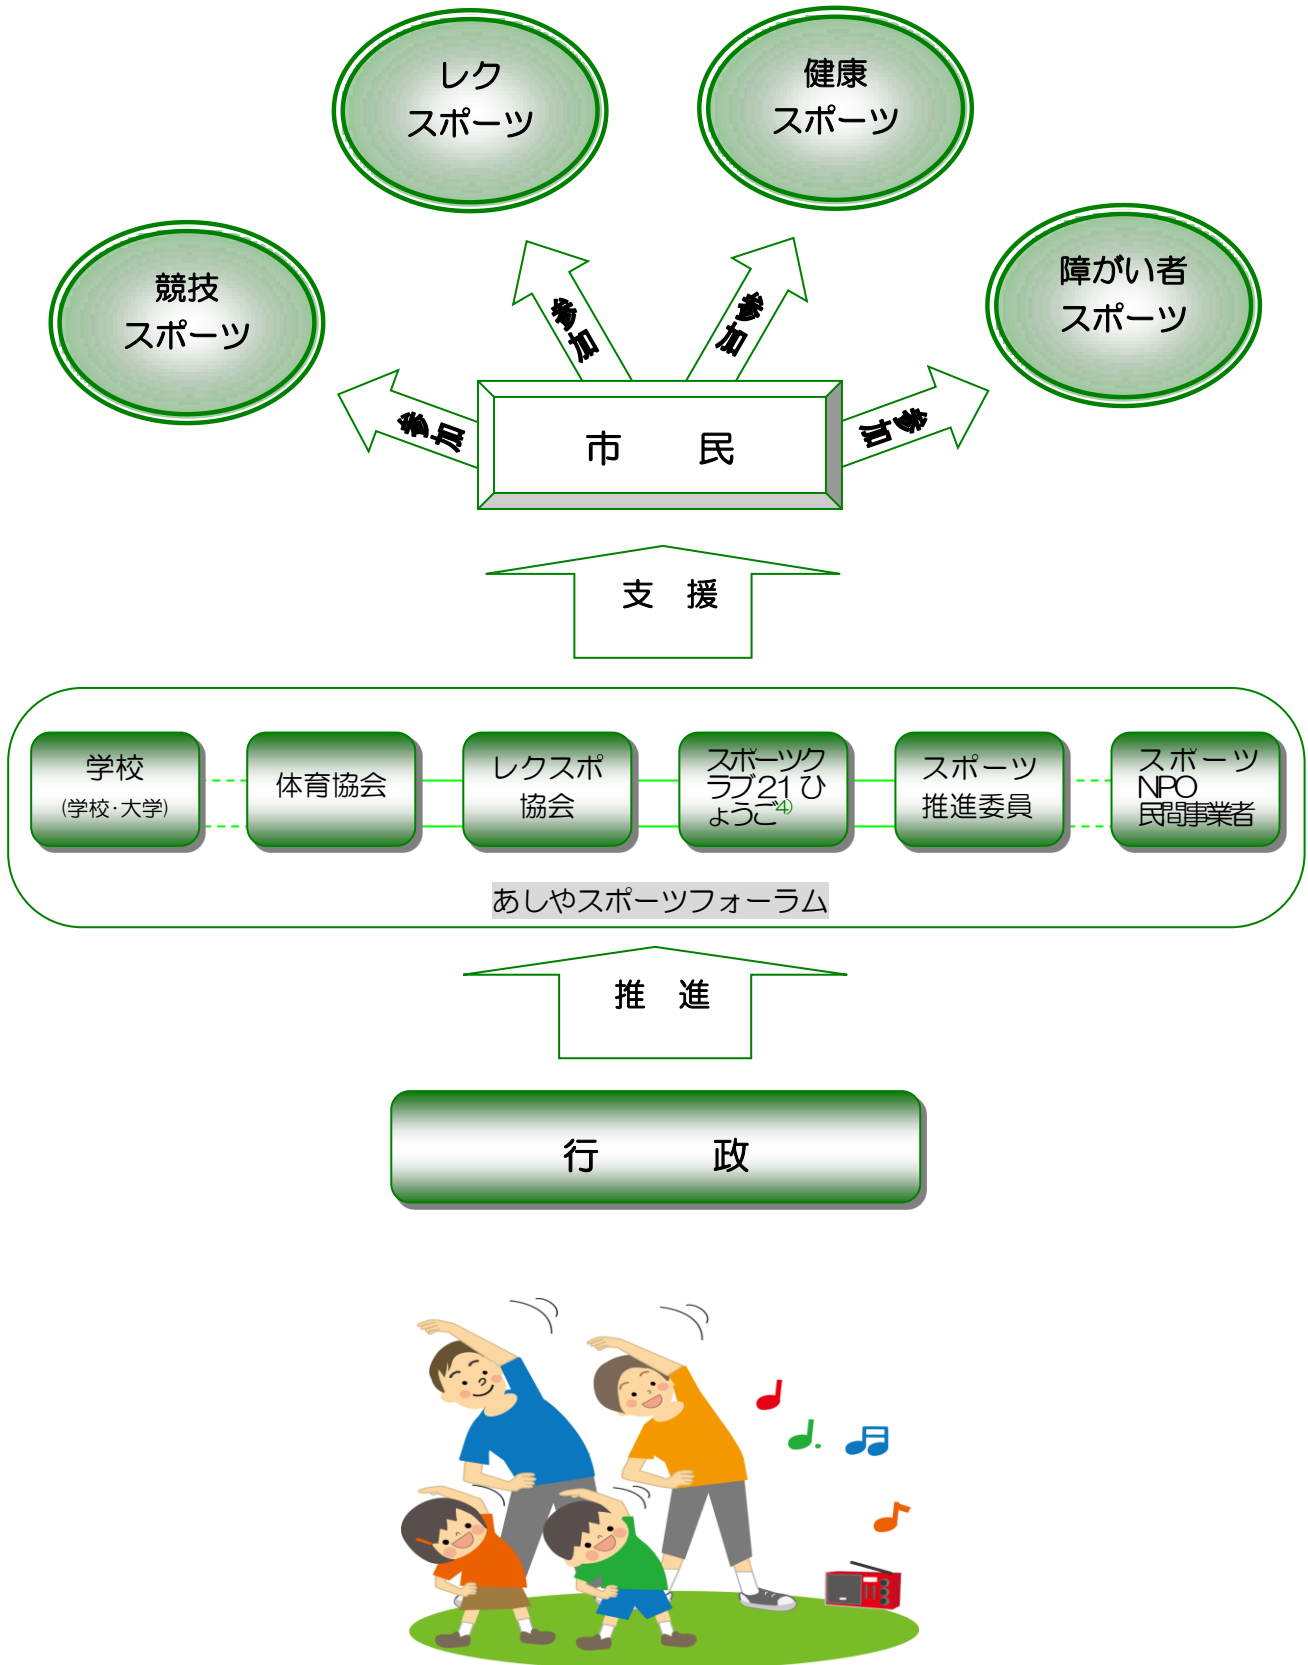 レク
スポーツ
健康
スポーツ
競技
スポーツ
障がい者
スポーツ
参加
参加
参加
参加
市　民
支　援
学校
(学校・大学)
体育協会
レクスポ
協会
スポーツク
ラブ21ひ
ょうご4)
スポーツ
推進委員
スポーツ
NPO
民間事業者
あしやスポーツフォーラム
推　進
行　政